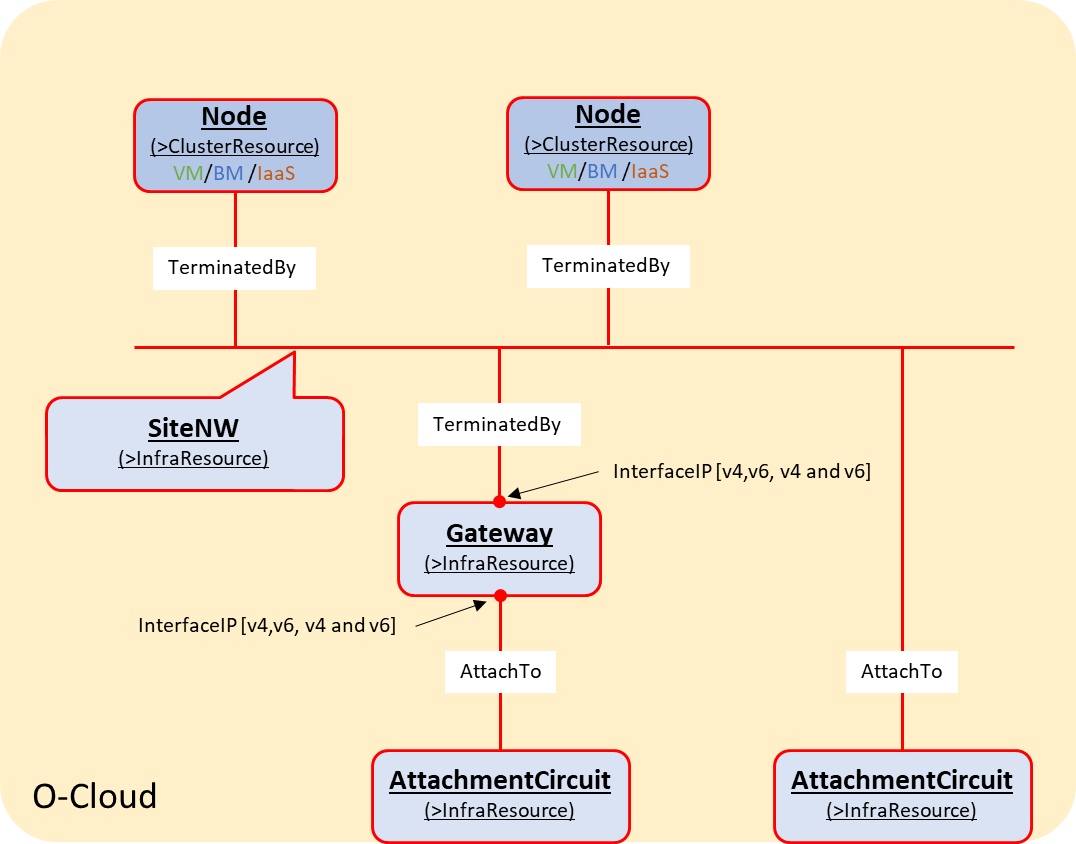 Node
(>ClusterResource)
VM/BM /IaaS
Node
(>ClusterResource)
VM/BM /IaaS
TerminatedBy
TerminatedBy
SiteNW
(>InfraResource)
TerminatedBy
InterfaceIP [v4,v6, v4 and v6]
Gateway
(>InfraResource)
InterfaceIP [v4,v6, v4 and v6]
AttachTo
AttachTo
AttachmentCircuit
(>InfraResource)
AttachmentCircuit
(>InfraResource)
O-Cloud